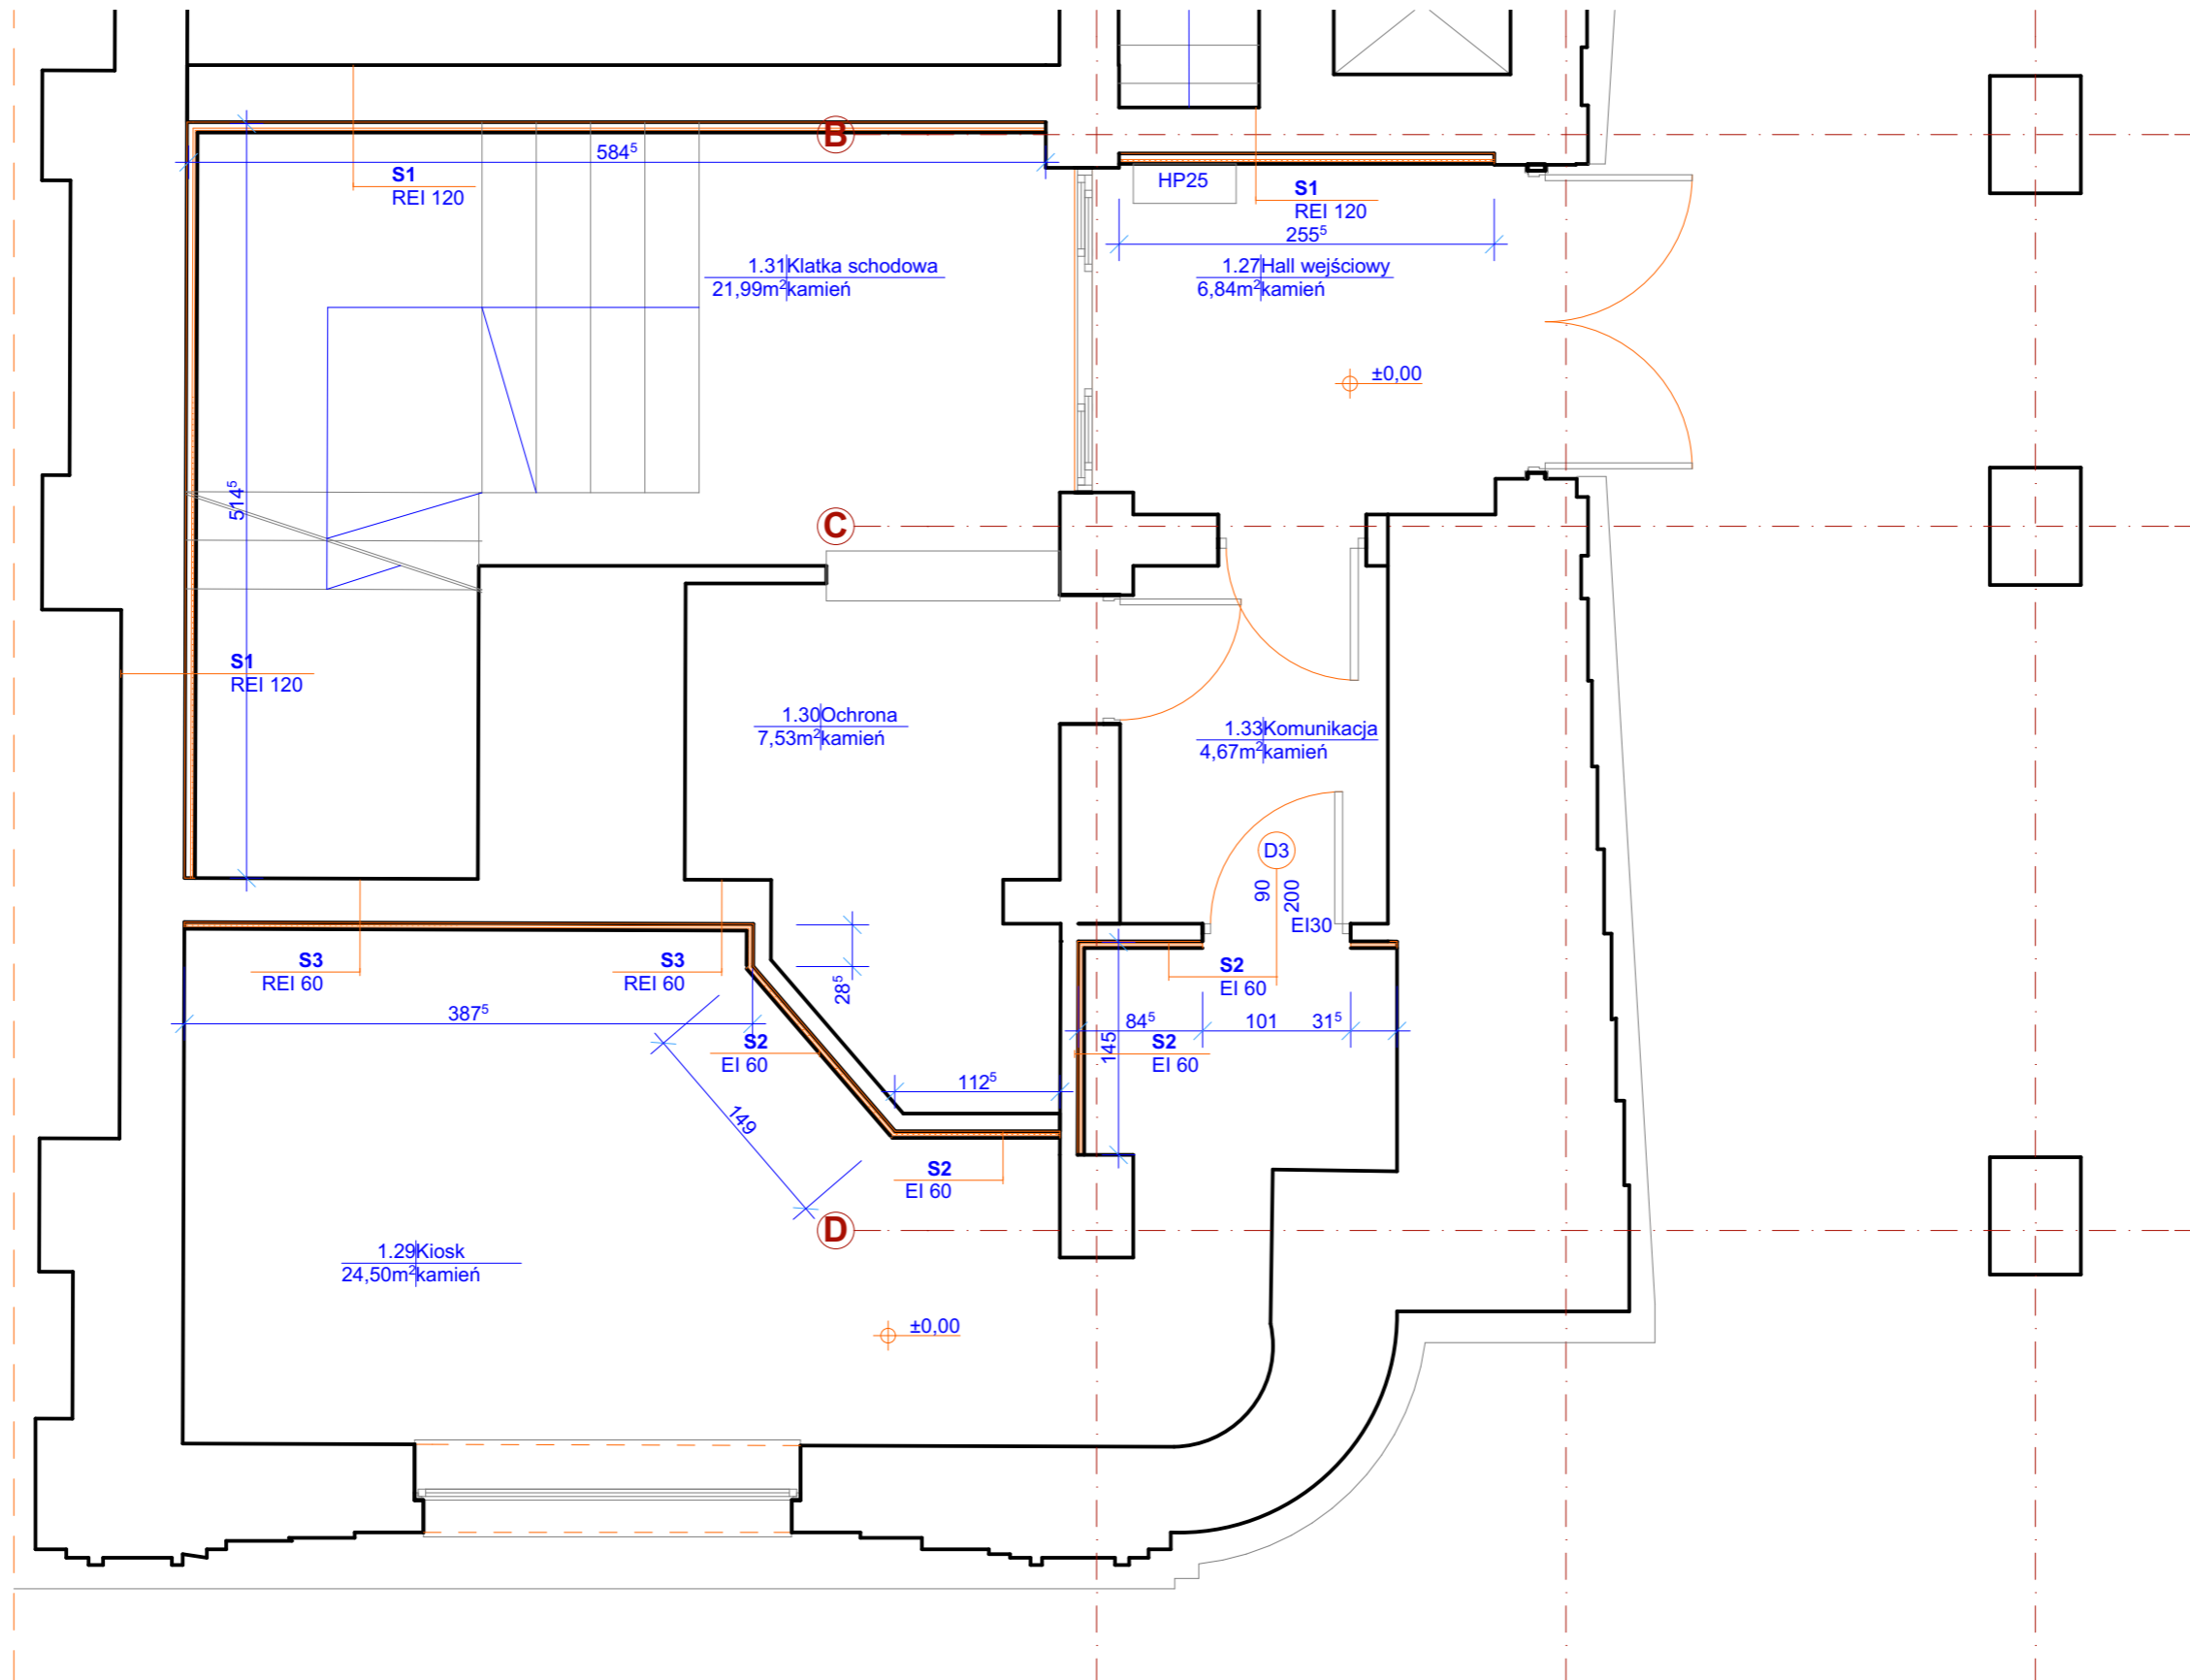 B
584⁵
S1
REI 120
HP25
S1
REI 120
255⁵
1.31 Klatka schodowa
21,99m² kamień
1.27 Hall wejściowy
6,84m² kamień
±0,00
514⁵
C
S1
REI 120
1.30 Ochrona
7,53m² kamień
1.33 Komunikacja
4,67m² kamień
D3
90
200
EI30
S3
REI 60
S3
REI 60
28⁵
S2
EI 60
387⁵
84⁵
101
31⁵
145
S2
EI 60
S2
EI 60
112⁵
149
S2
EI 60
D
1.29 Kiosk
24,50m² kamień
±0,00